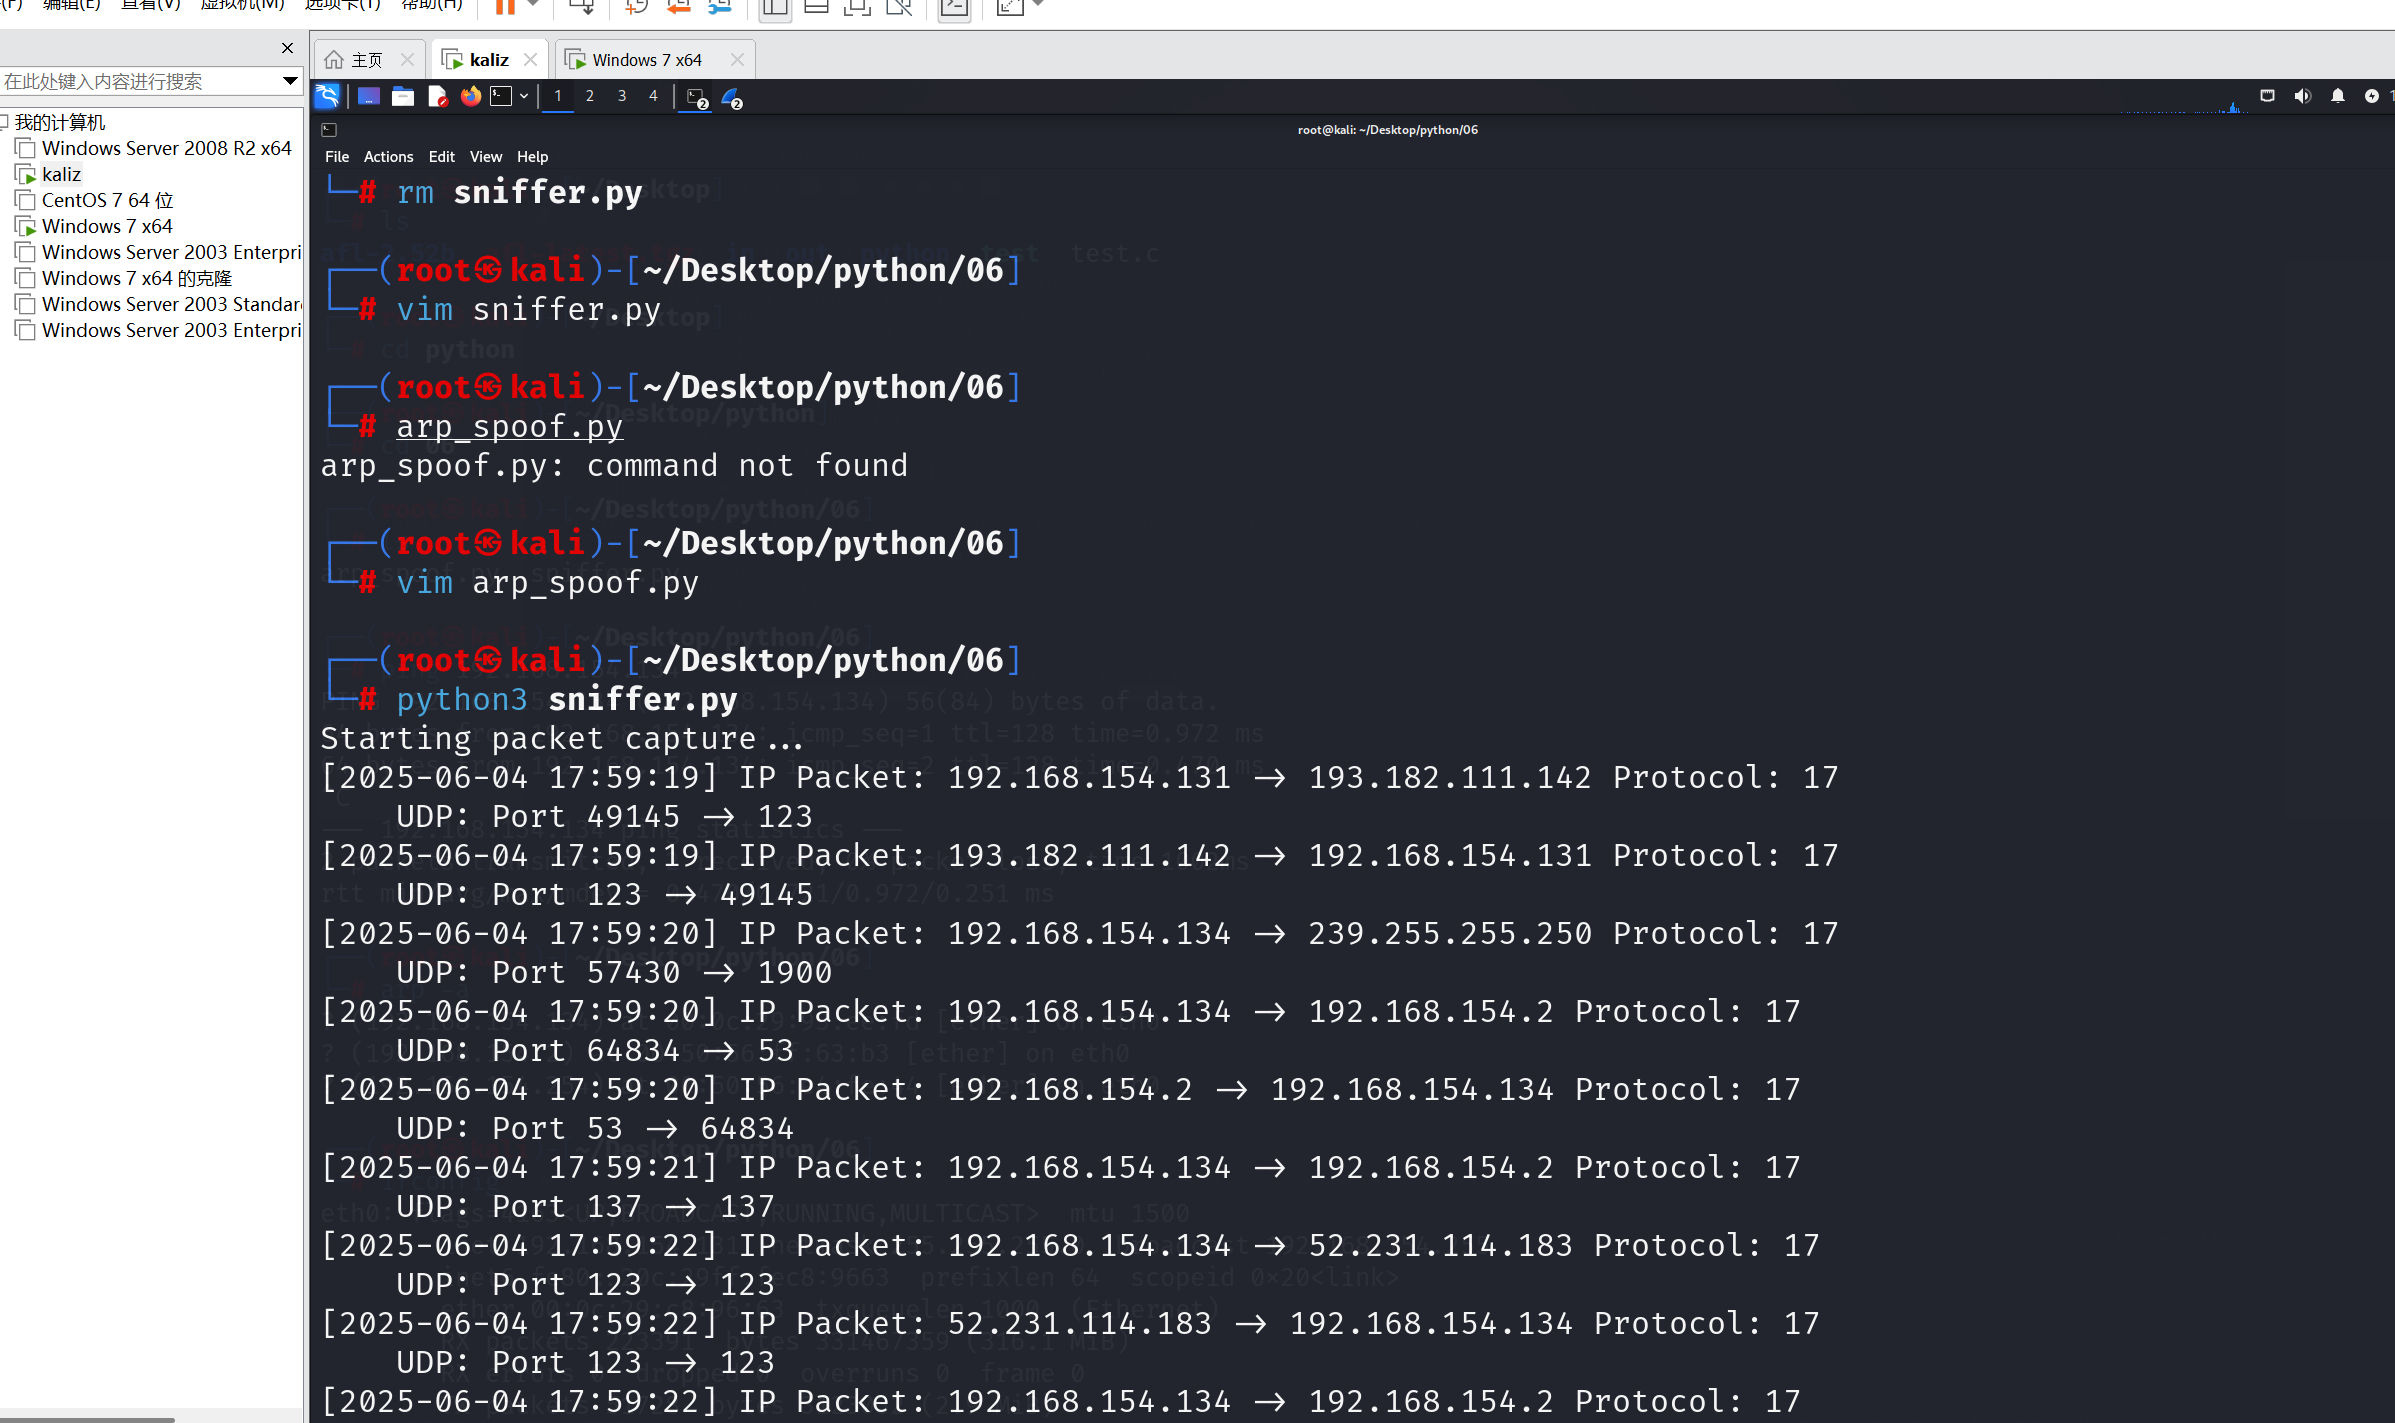 编辑(E) 查看(V) 虚拟机(M) 选项卡(T) 帮助(H)
主页 kaliz Windows 7 x64
在此处键入内容进行搜索
我的计算机
Windows Server 2008 R2 x64
kaliz
CentOS 7 64 位
Windows 7 x64
Windows Server 2003 Enterpri
Windows 7 x64 的克隆
Windows Server 2003 Standar
Windows Server 2003 Enterpri
1 2 3 4 2 2
root@kali: ~/Desktop/python/06
File Actions Edit View Help
└─# rm sniffer.py
┌──(root㉿kali)-[~/Desktop/python/06]
└─# vim sniffer.py
┌──(root㉿kali)-[~/Desktop/python/06]
└─# arp_spoof.py
arp_spoof.py: command not found
┌──(root㉿kali)-[~/Desktop/python/06]
└─# vim arp_spoof.py
┌──(root㉿kali)-[~/Desktop/python/06]
└─# python3 sniffer.py
Starting packet capture...
[2025-06-04 17:59:19] IP Packet: 192.168.154.131 → 193.182.111.142 Protocol: 17
UDP: Port 49145 → 123
[2025-06-04 17:59:19] IP Packet: 193.182.111.142 → 192.168.154.131 Protocol: 17
UDP: Port 123 → 49145
[2025-06-04 17:59:20] IP Packet: 192.168.154.134 → 239.255.255.250 Protocol: 17
UDP: Port 57430 → 1900
[2025-06-04 17:59:20] IP Packet: 192.168.154.134 → 192.168.154.2 Protocol: 17
UDP: Port 64834 → 53
[2025-06-04 17:59:20] IP Packet: 192.168.154.2 → 192.168.154.134 Protocol: 17
UDP: Port 53 → 64834
[2025-06-04 17:59:21] IP Packet: 192.168.154.134 → 192.168.154.2 Protocol: 17
UDP: Port 137 → 137
[2025-06-04 17:59:22] IP Packet: 192.168.154.134 → 52.231.114.183 Protocol: 17
UDP: Port 123 → 123
[2025-06-04 17:59:22] IP Packet: 52.231.114.183 → 192.168.154.134 Protocol: 17
UDP: Port 123 → 123
[2025-06-04 17:59:22] IP Packet: 192.168.154.134 → 192.168.154.2 Protocol: 17